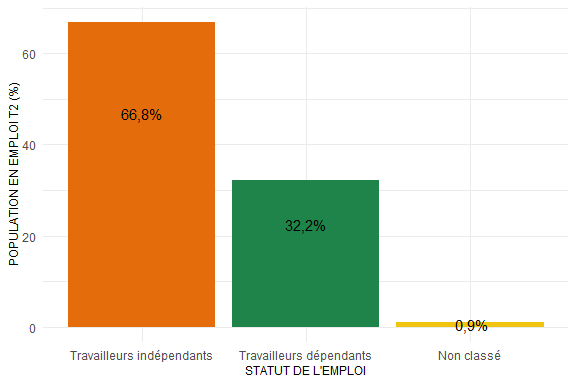 POPULATION EN EMPLOI T2 (%)
60
40
20
0
66,8%
32,2%
0,9%
Travailleurs indépendants
Travailleurs dépendants
Non classé
STATUT DE L'EMPLOI